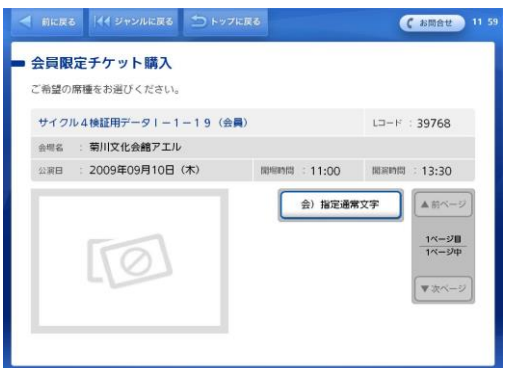 前に戻る ジャンルに戻る トップに戻る お問合せ 11 59
会員限定チケット購入
ご希望の席種をお選びください。
サイクル4検証用データⅠ－1－19（会員） Lコード：39768
会場名：菊川文化会館アエル
公演日：2009年09月10日（木） 開場時間：11:00 開演時間：13:30
会）指定通常文字
▲前ページ
1ページ目
1ページ中
▼次ページ